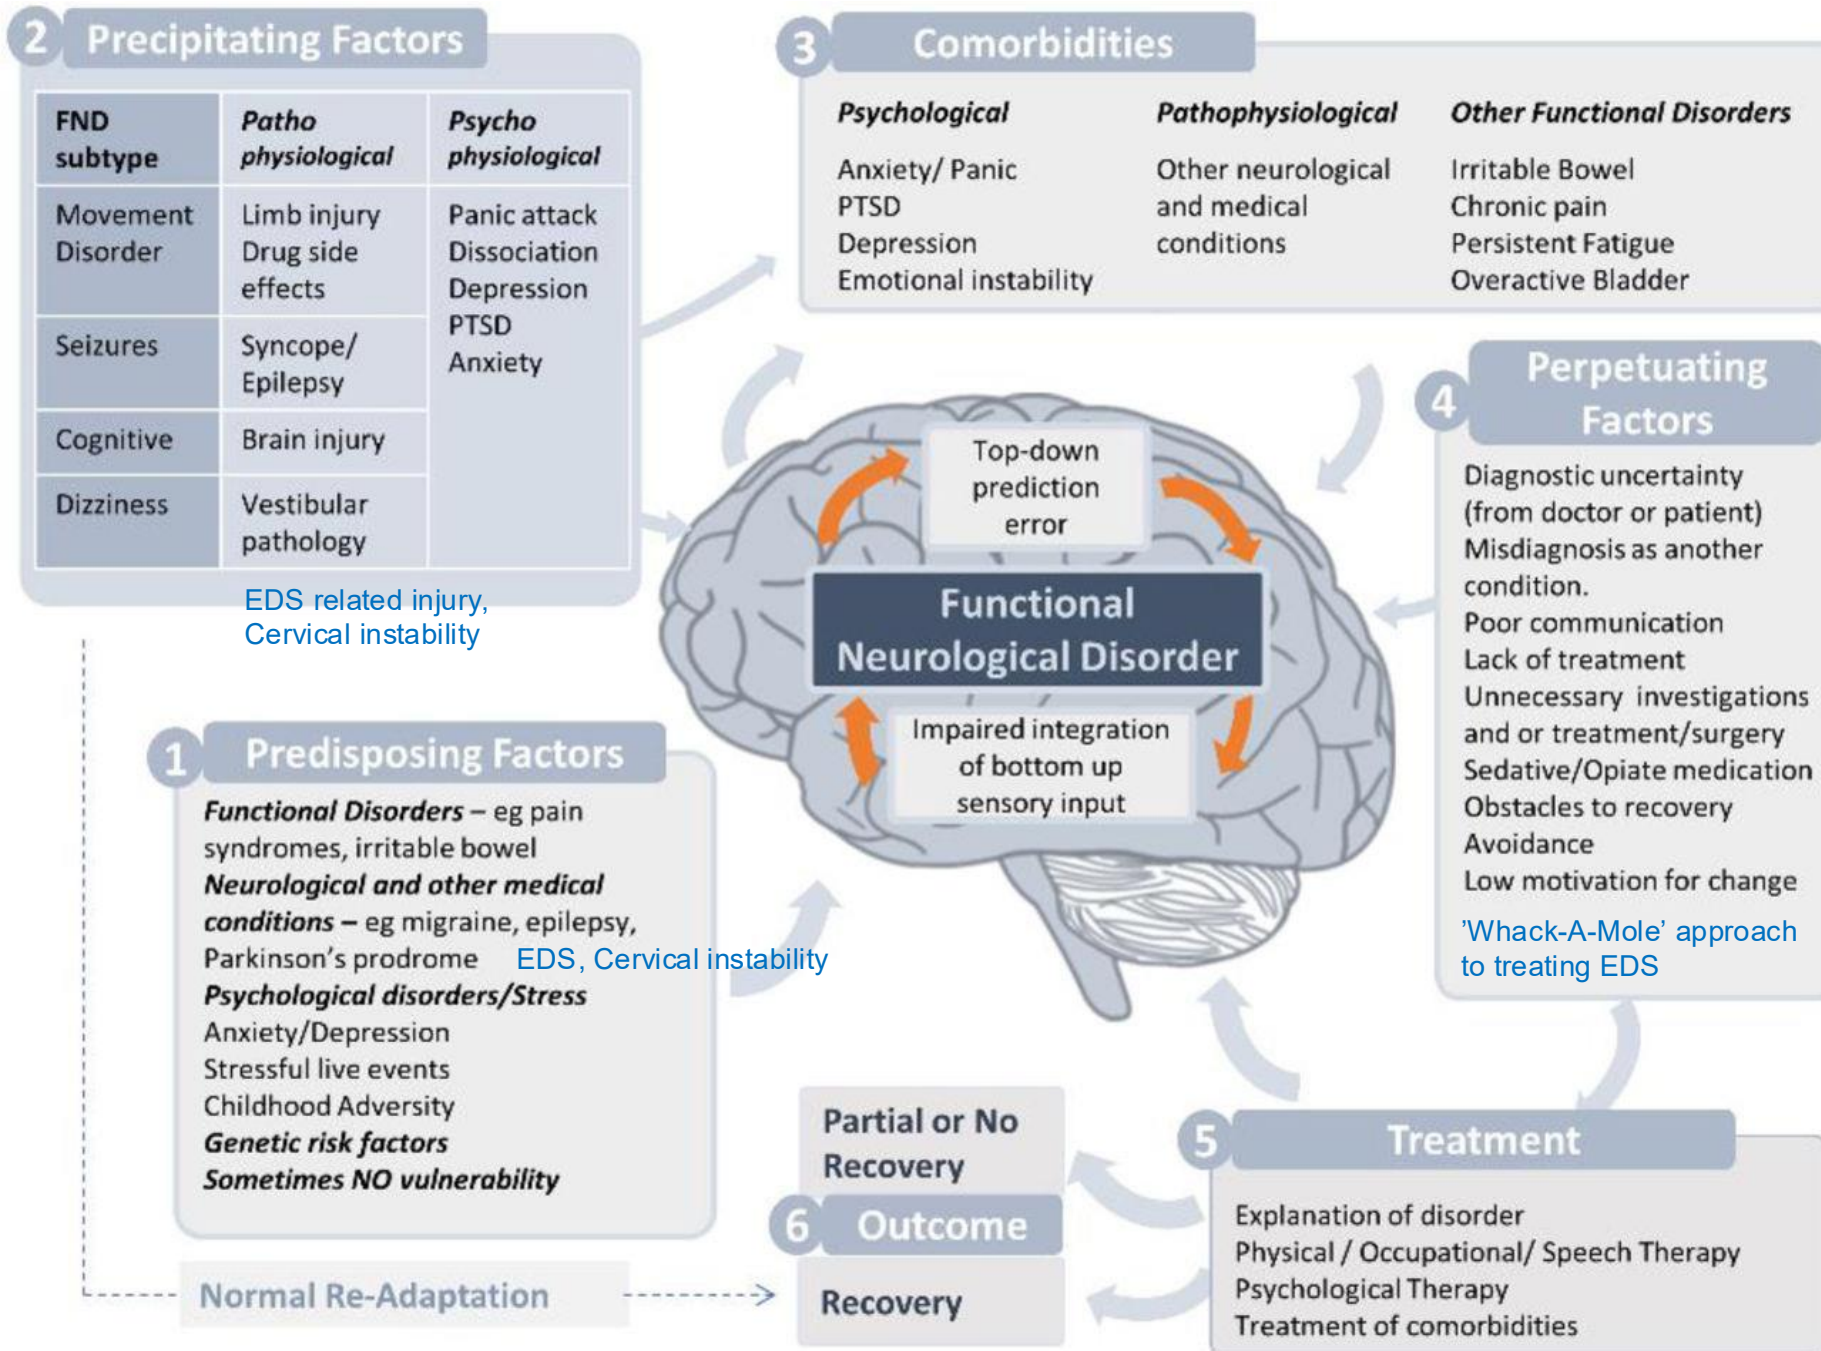 2 Precipitating Factors
FND
subtype
Patho
physiological
Psycho
physiological
Movement
Disorder
Limb injury
Drug side
effects
Panic attack
Dissociation
Depression
PTSD
Anxiety
Seizures
Syncope/
Epilepsy
Cognitive
Brain injury
Dizziness
Vestibular
pathology
EDS related injury,
Cervical instability
3 Comorbidities
Psychological
Anxiety/ Panic
PTSD
Depression
Emotional instability
Pathophysiological
Other neurological
and medical
conditions
Other Functional Disorders
Irritable Bowel
Chronic pain
Persistent Fatigue
Overactive Bladder
Top-down
prediction
error
Functional
Neurological Disorder
Impaired integration
of bottom up
sensory input
4 Perpetuating
Factors
Diagnostic uncertainty
(from doctor or patient)
Misdiagnosis as another
condition.
Poor communication
Lack of treatment
Unnecessary investigations
and or treatment/surgery
Sedative/Opiate medication
Obstacles to recovery
Avoidance
Low motivation for change
’Whack-A-Mole’ approach
to treating EDS
1 Predisposing Factors
Functional Disorders – eg pain
syndromes, irritable bowel
Neurological and other medical
conditions – eg migraine, epilepsy,
Parkinson’s prodrome EDS, Cervical instability
Psychological disorders/Stress
Anxiety/Depression
Stressful live events
Childhood Adversity
Genetic risk factors
Sometimes NO vulnerability
Normal Re-Adaptation
Partial or No
Recovery
6 Outcome
Recovery
5 Treatment
Explanation of disorder
Physical / Occupational/ Speech Therapy
Psychological Therapy
Treatment of comorbidities